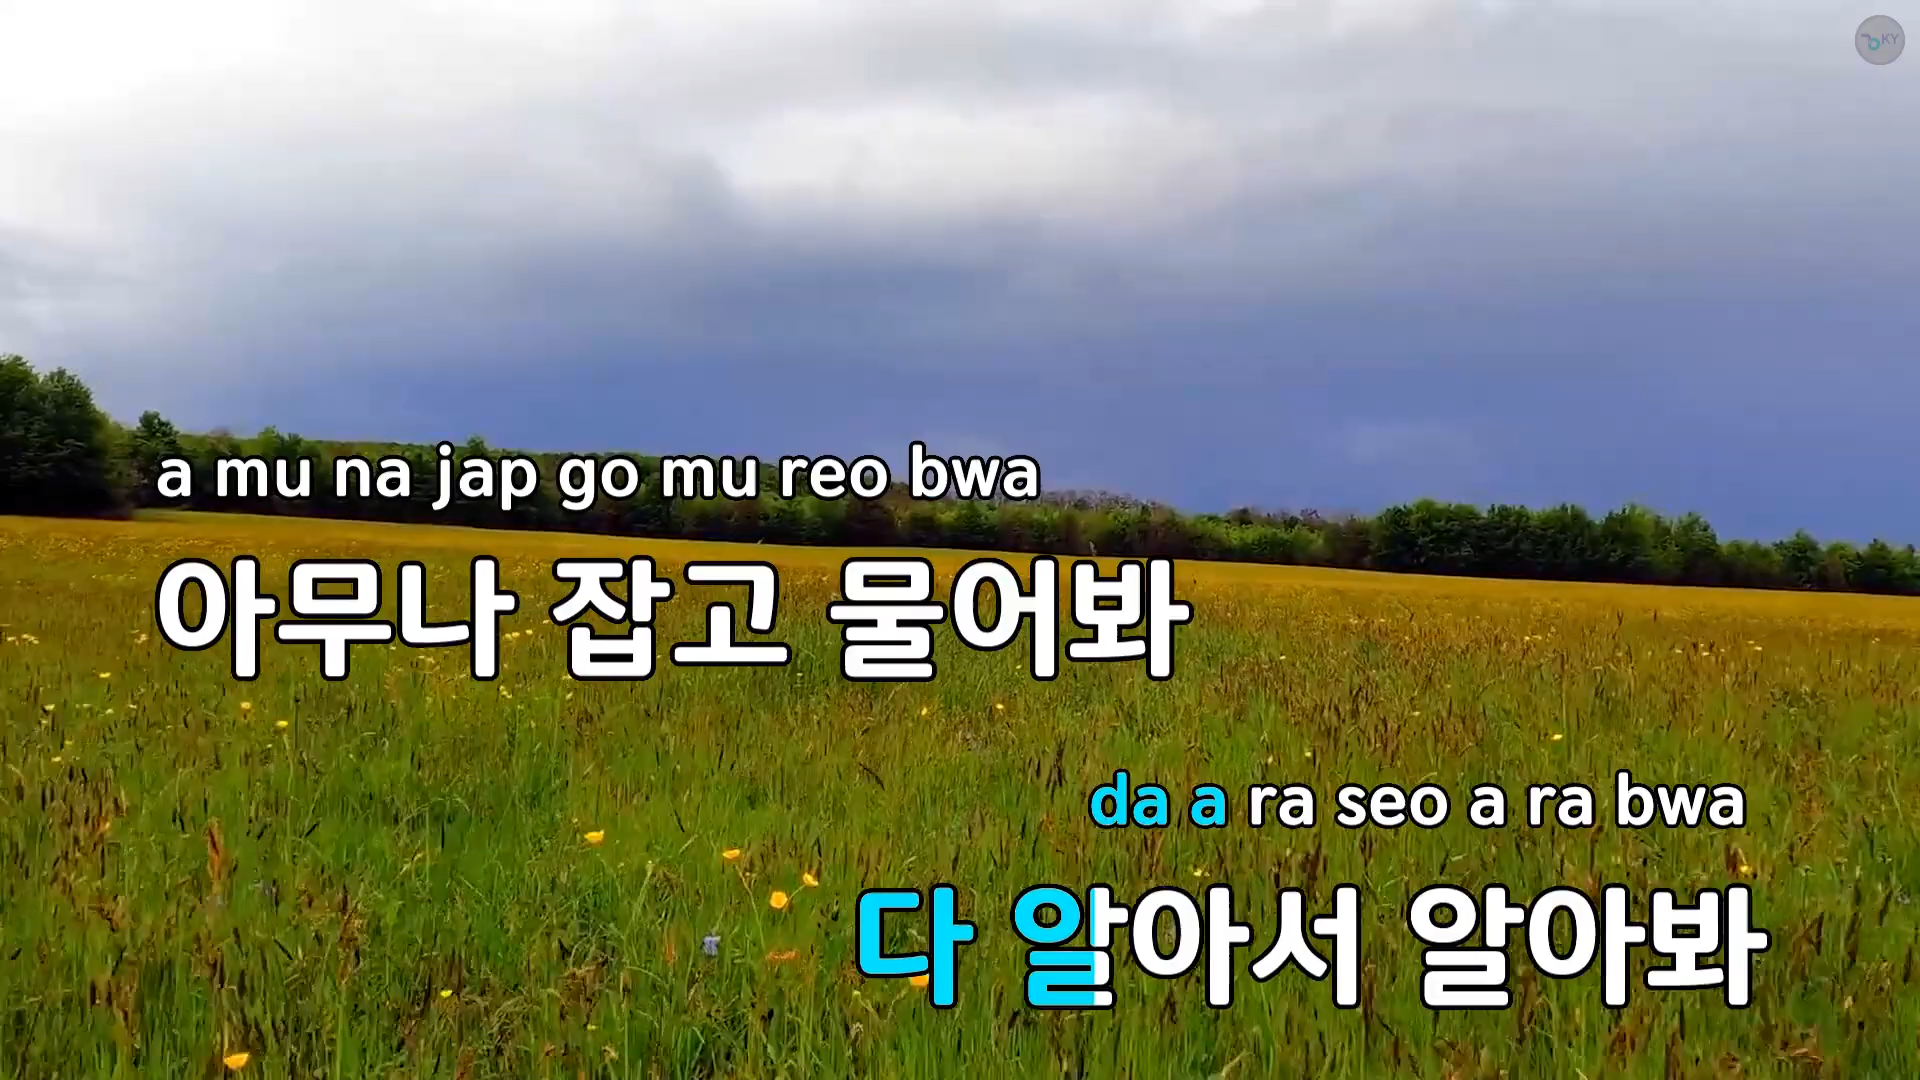 KY
a mu na jap go mu reo bwa
아무나 잡고 물어봐
da a ra seo a ra bwa
다 알아서 알아봐